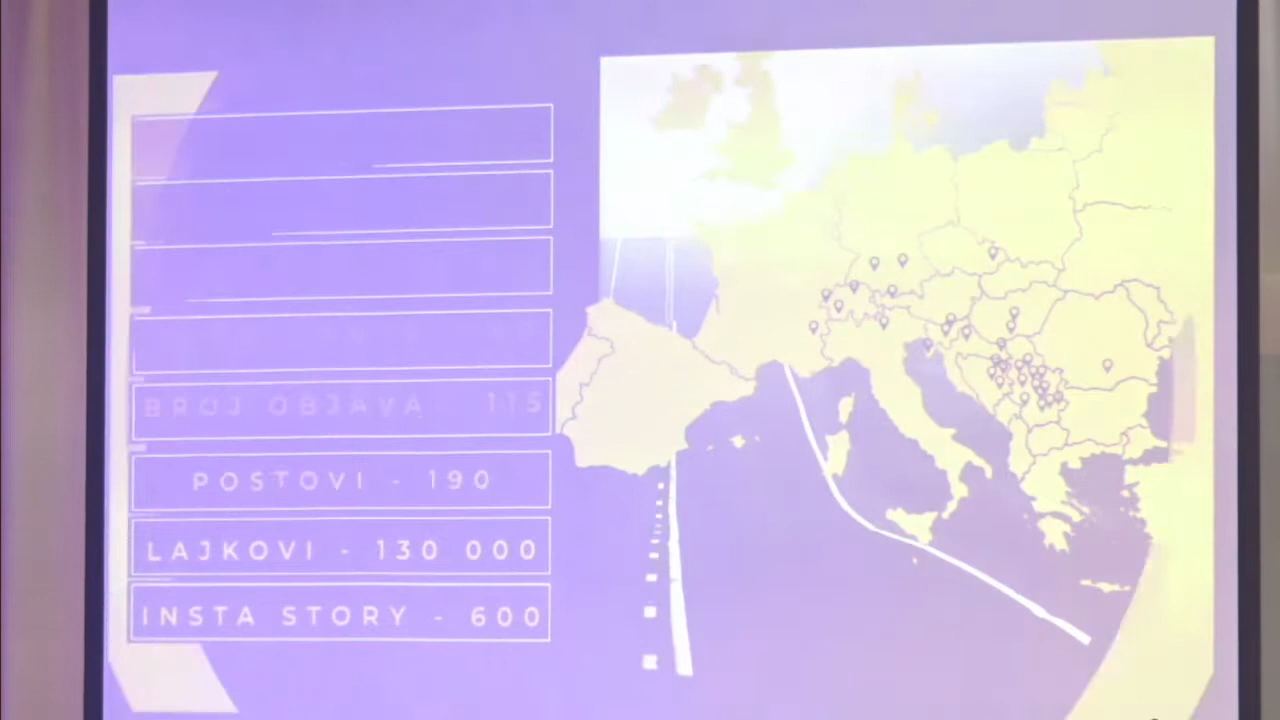 BROJ OBJAVA 115
POSTOVI - 190
LAJKOVI - 130 000
INSTA STORY - 600